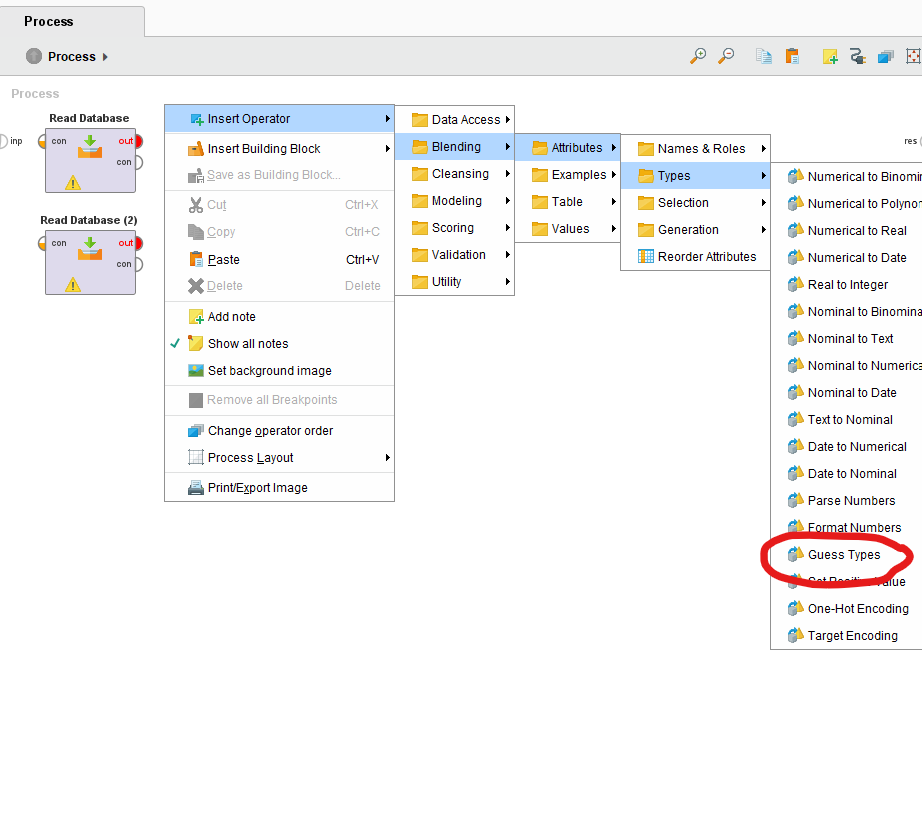 Process
Process
Process
Read Database
inp
con
out
con
Read Database (2)
con
out
con
res
Insert Operator
Insert Building Block
Save as Building Block...
Cut Ctrl+X
Copy Ctrl+C
Paste Ctrl+V
Delete Delete
Add note
Show all notes
Set background image
Remove all Breakpoints
Change operator order
Process Layout
Print/Export Image
Data Access
Blending
Cleansing
Modeling
Scoring
Validation
Utility
Attributes
Examples
Table
Values
Names & Roles
Types
Selection
Generation
Reorder Attributes
Numerical to Binomin
Numerical to Polynom
Numerical to Real
Numerical to Date
Real to Integer
Nominal to Binomina
Nominal to Text
Nominal to Numerica
Nominal to Date
Text to Nominal
Date to Numerical
Date to Nominal
Parse Numbers
Format Numbers
Guess Types
Set Positive Value
One-Hot Encoding
Target Encoding